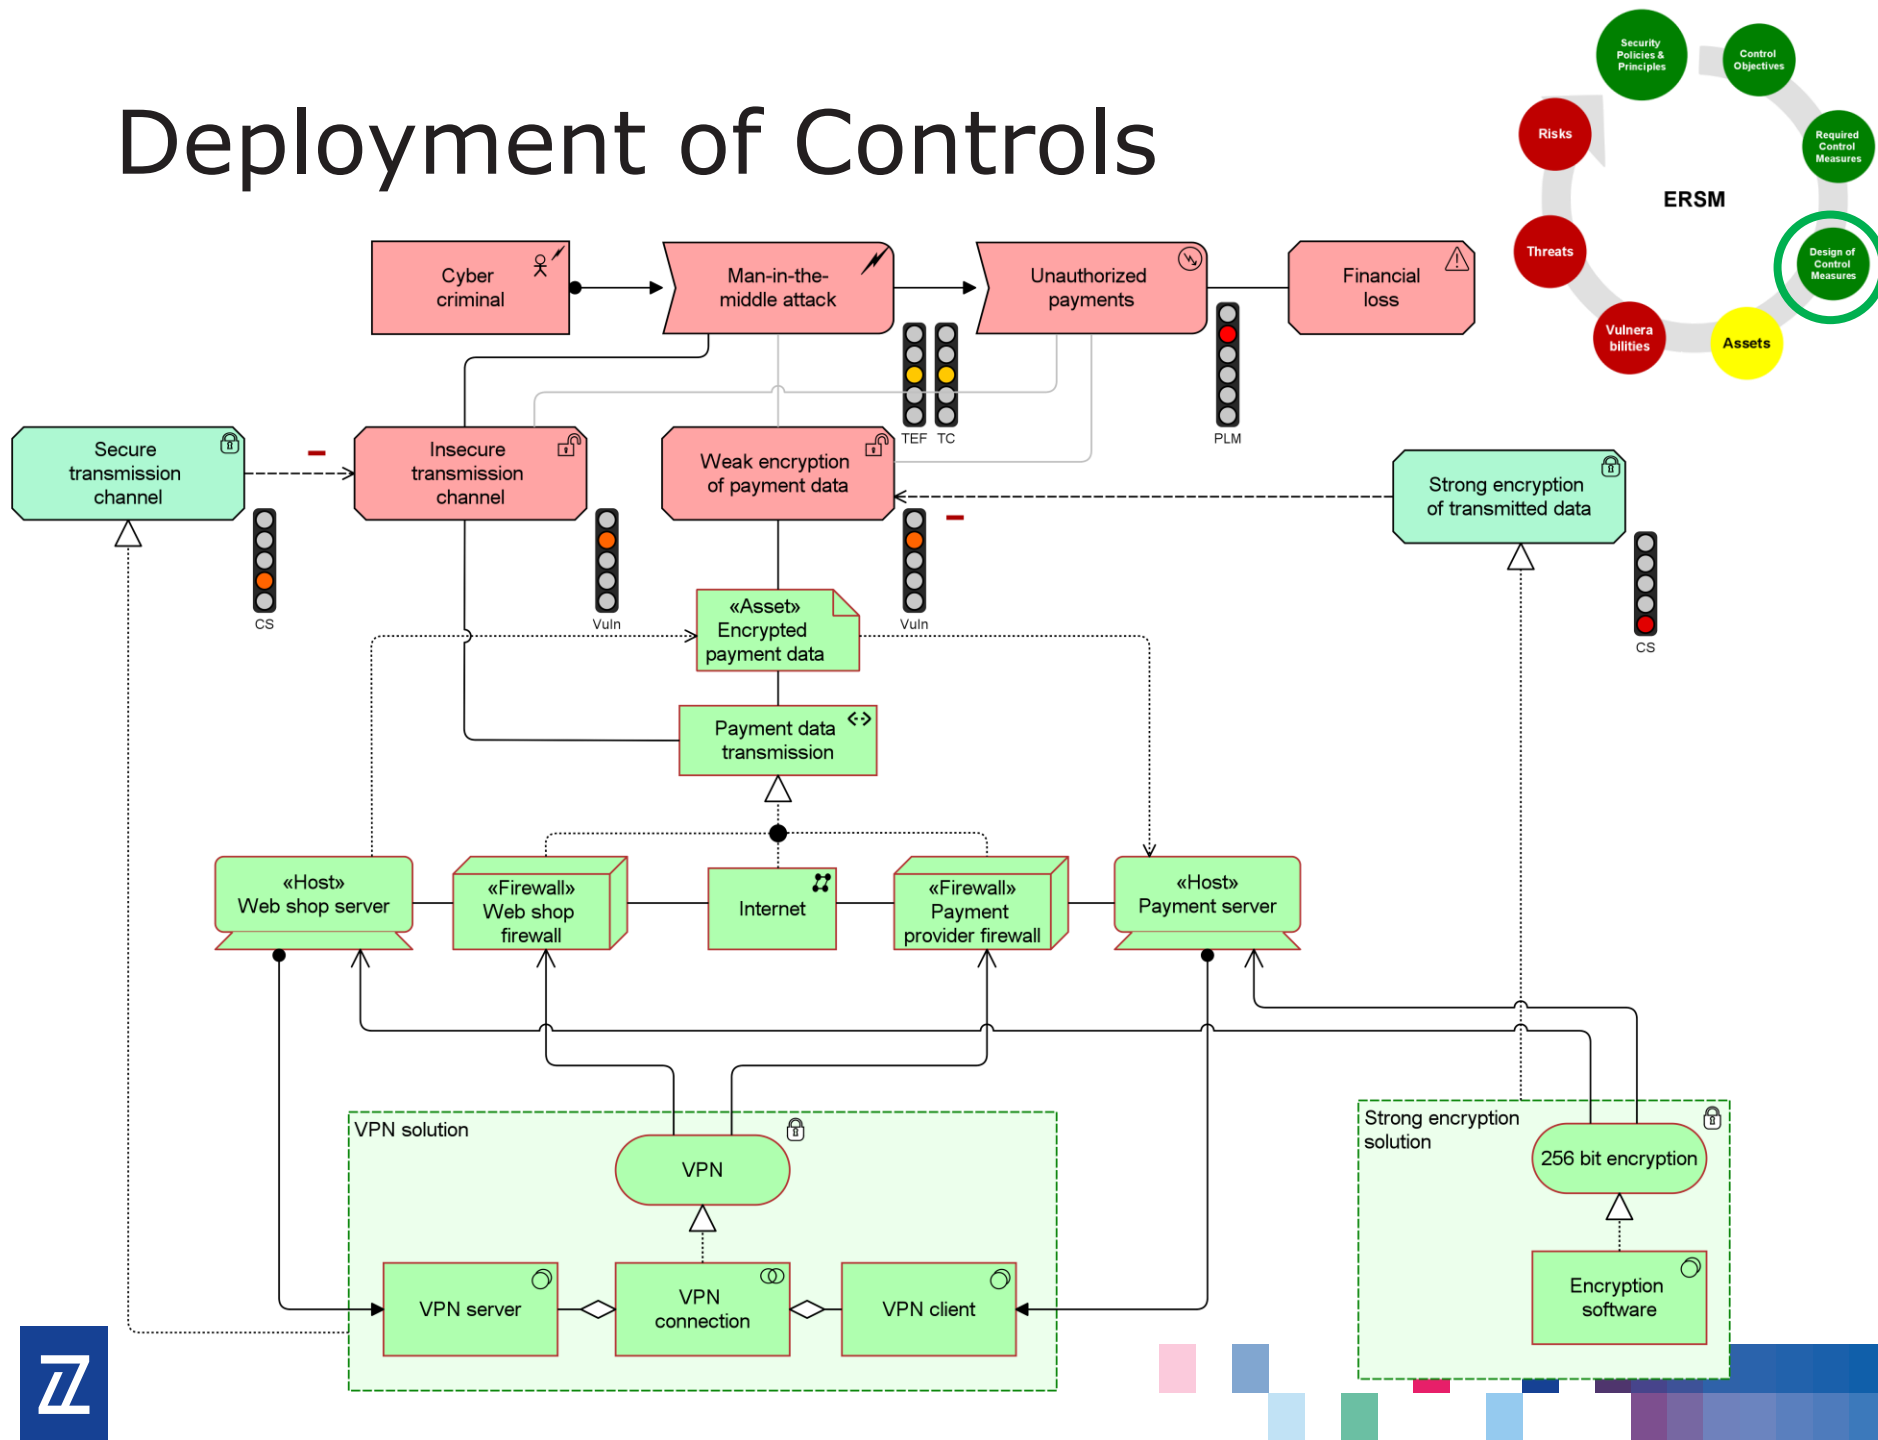 Deployment of Controls
Security
Policies &
Principles
Control
Objectives
Required
Control
Measures
Design of
Control
Measures
Assets
Vulnera
bilities
Threats
Risks
ERSM
Cyber
criminal
Man-in-the-
middle attack
Unauthorized
payments
Financial
loss
TEF
TC
PLM
Secure
transmission
channel
Insecure
transmission
channel
Weak encryption
of payment data
Strong encryption
of transmitted data
CS
Vuln
Vuln
CS
«Asset»
Encrypted
payment data
Payment data
transmission
«Host»
Web shop server
«Firewall»
Web shop
firewall
Internet
«Firewall»
Payment
provider firewall
«Host»
Payment server
VPN solution
VPN
VPN server
VPN
connection
VPN client
Strong encryption
solution
256 bit encryption
Encryption
software